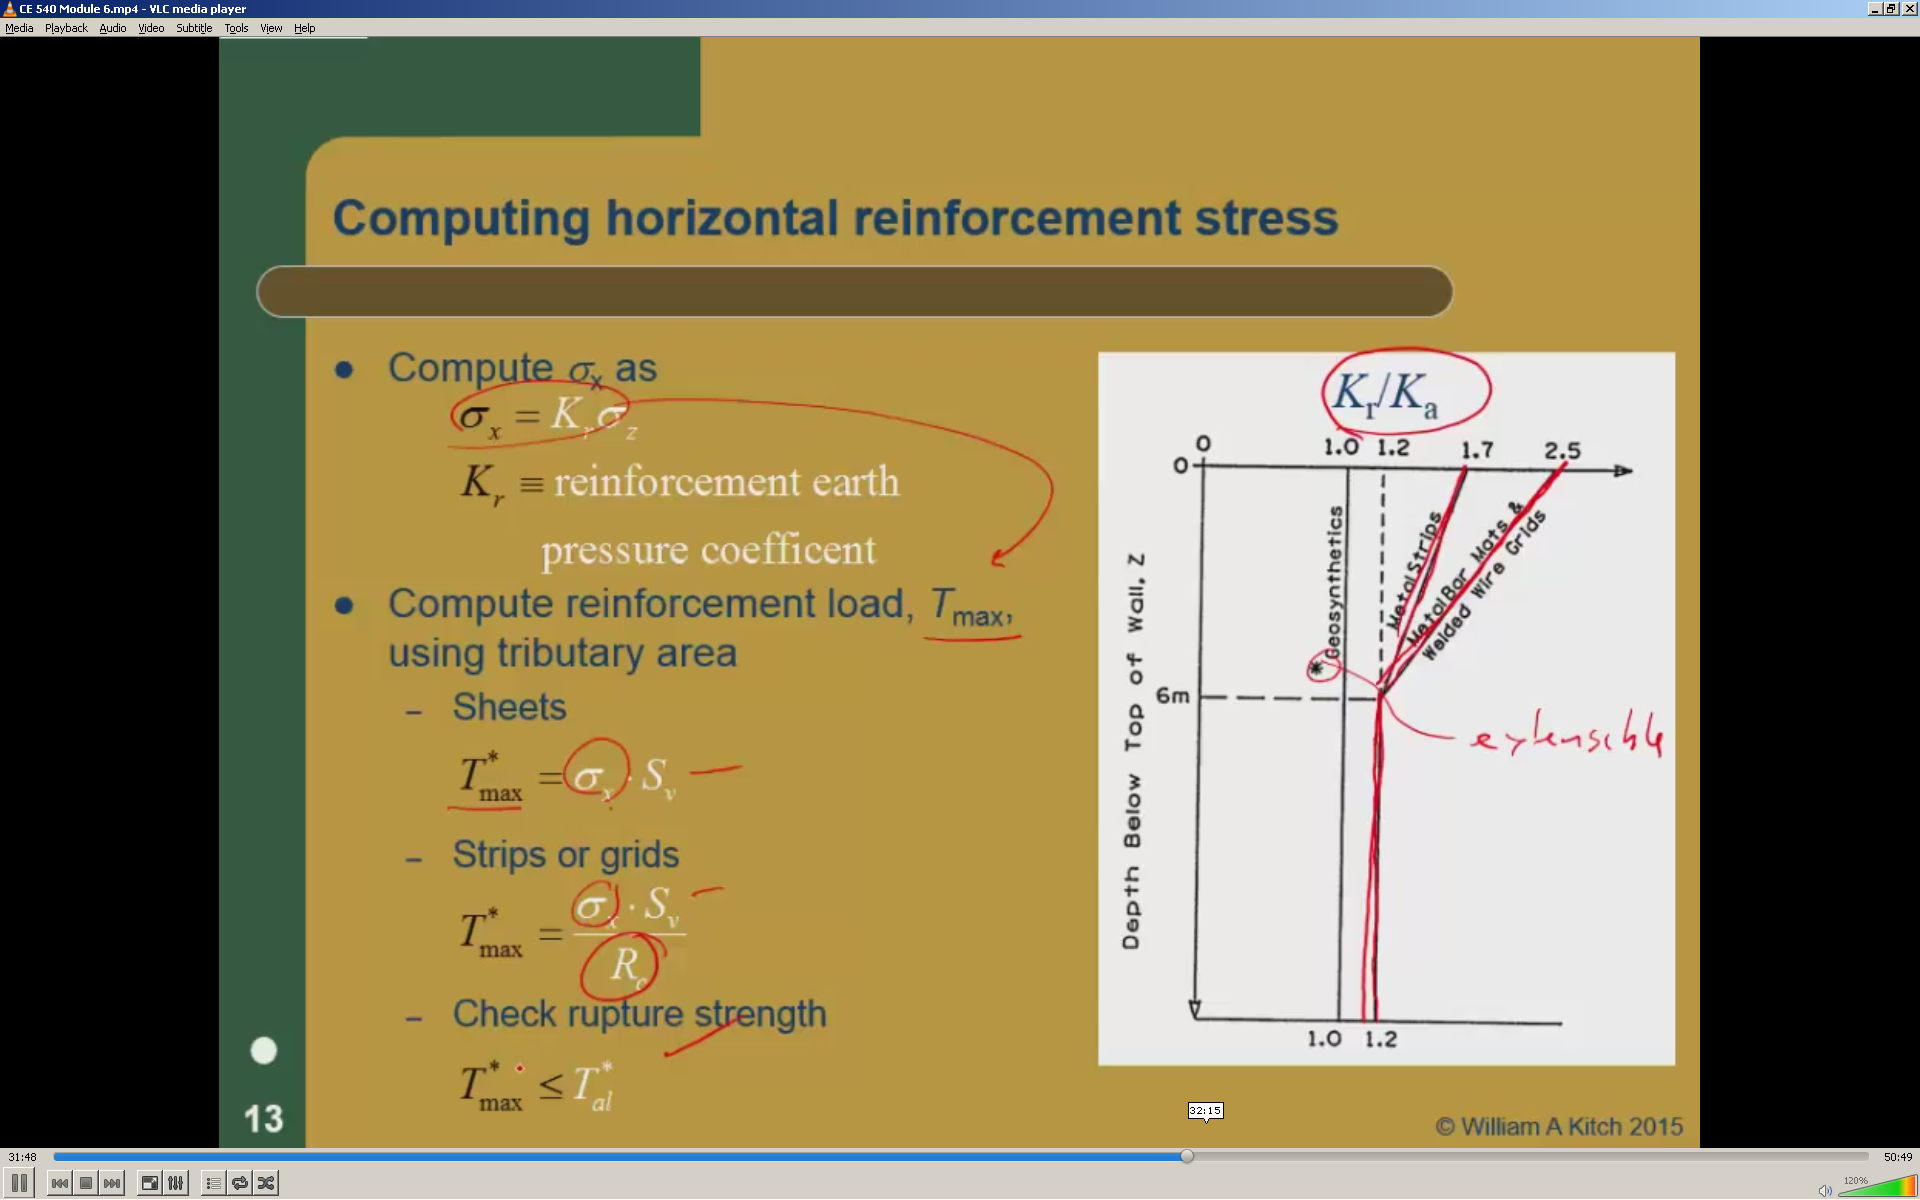 CE 540 Module 6.mp4 - VLC media player
Media Playback Audio Video Subtitle Tools View Help
Computing horizontal reinforcement stress
Compute σx as
σx = Kr σz
Kr ≡ reinforcement earth
pressure coefficent
Compute reinforcement load, Tmax,
using tributary area
– Sheets
T*max = σx · Sv
– Strips or grids
T*max = σx · Sv / Rc
– Check rupture strength
T*max ≤ T*al
13
Kr/Ka
0 1.0 1.2 1.7 2.5
0
Geosynthetics
Metal Strips
Metal Bar Mats &
Welded Wire Grids
*
6m
Depth Below Top of Wall, Z
extensible
1.0 1.2
© William A Kitch 2015
32:15
31:48
50:49
120%